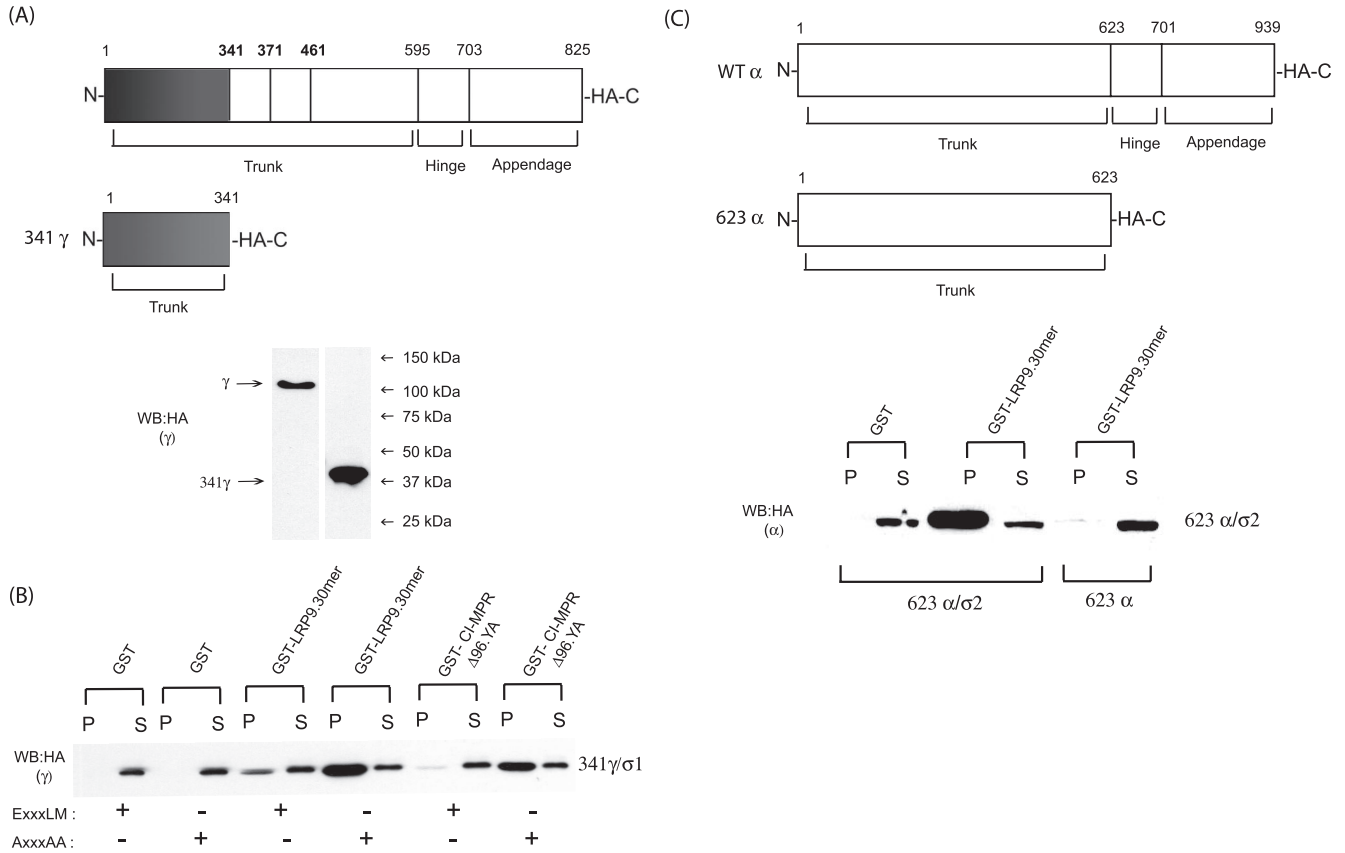 (A)
1 341 371 461 595 703 825
N- -HA-C
Trunk Hinge Appendage
1 341
341 γ N- -HA-C
Trunk
← 150 kDa
γ → ← 100 kDa
← 75 kDa
WB:HA
(γ)
← 50 kDa
341γ → ← 37 kDa
← 25 kDa
(B)
GST GST GST-LRP9.30mer GST-LRP9.30mer GST- CI-MPR Δ96.YA GST- CI-MPR Δ96.YA
P S P S P S P S P S P S
WB:HA
(γ)
341γ/σ1
ExxxLM : + - + - + -
AxxxAA : - + - + - +
(C)
1 623 701 939
WT α N- -HA-C
Trunk Hinge Appendage
1 623
623 α N- -HA-C
Trunk
GST GST-LRP9.30mer GST-LRP9.30mer
P S P S P S
WB:HA
(α)
623 α/σ2
623 α/σ2 623 α